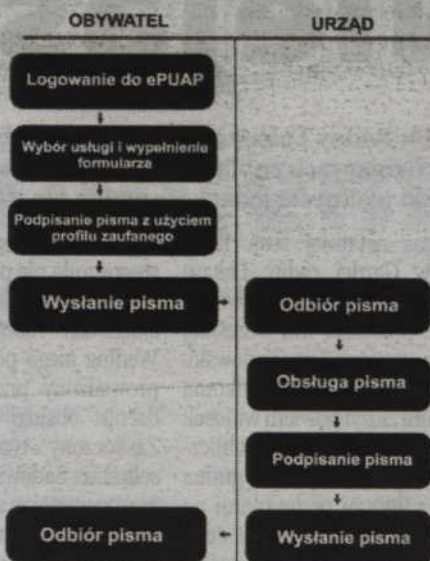 OBYWATEL
URZĄD
Logowanie do ePUAP
Wybór usługi i wypełnienie
formularza
Podpisanie pisma z użyciem
profilu zaufanego
Wysłanie pisma
Odbiór pisma
Obsługa pisma
Podpisanie pisma
Wysłanie pisma
Odbiór pisma